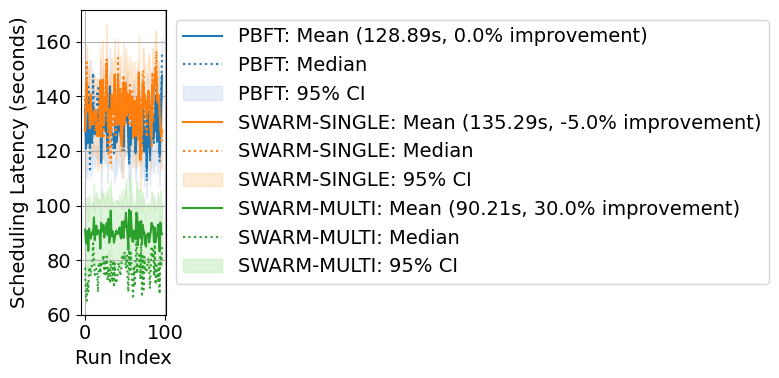 Scheduling Latency (seconds)
160
140
120
100
80
60
0
100
Run Index
PBFT: Mean (128.89s, 0.0% improvement)
PBFT: Median
PBFT: 95% CI
SWARM-SINGLE: Mean (135.29s, -5.0% improvement)
SWARM-SINGLE: Median
SWARM-SINGLE: 95% CI
SWARM-MULTI: Mean (90.21s, 30.0% improvement)
SWARM-MULTI: Median
SWARM-MULTI: 95% CI